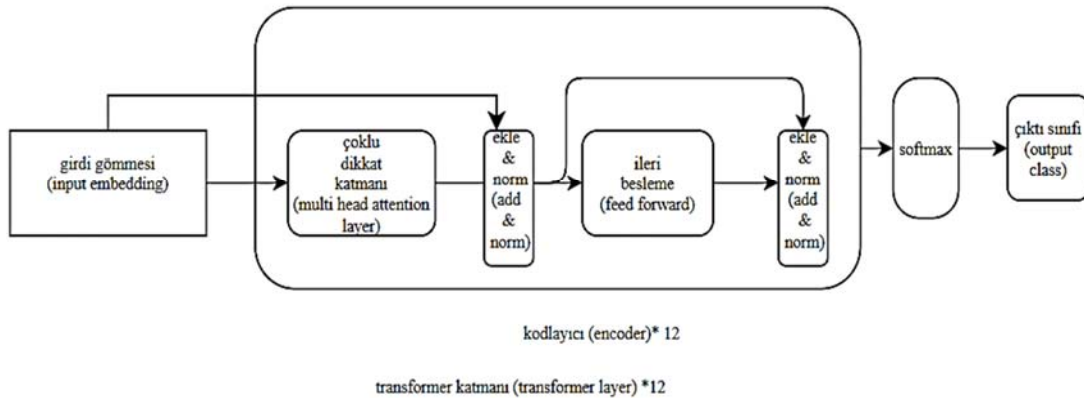 girdi gömmesi
(input embedding)
çoklu
dikkat
katmanı
(multi head attention
layer)
ekle
&
norm
(add
&
norm)
ileri
besleme
(feed forward)
ekle
&
norm
(add
&
norm)
softmax
çıktı sınıfı
(output
class)
kodlayıcı (encoder)* 12
transformer katmanı (transformer layer) *12